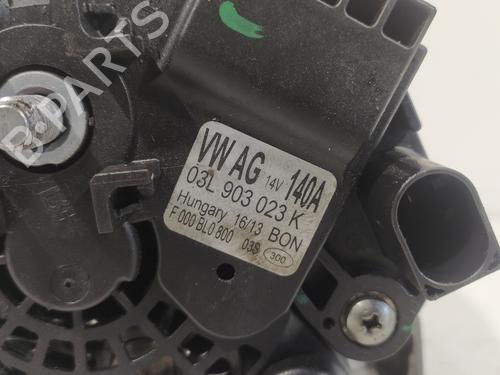 B-PARTS
VW AG 14V 140A
03L 903 023 K
Hungary 16/13 BON
F 000 BL0 800 03S 300